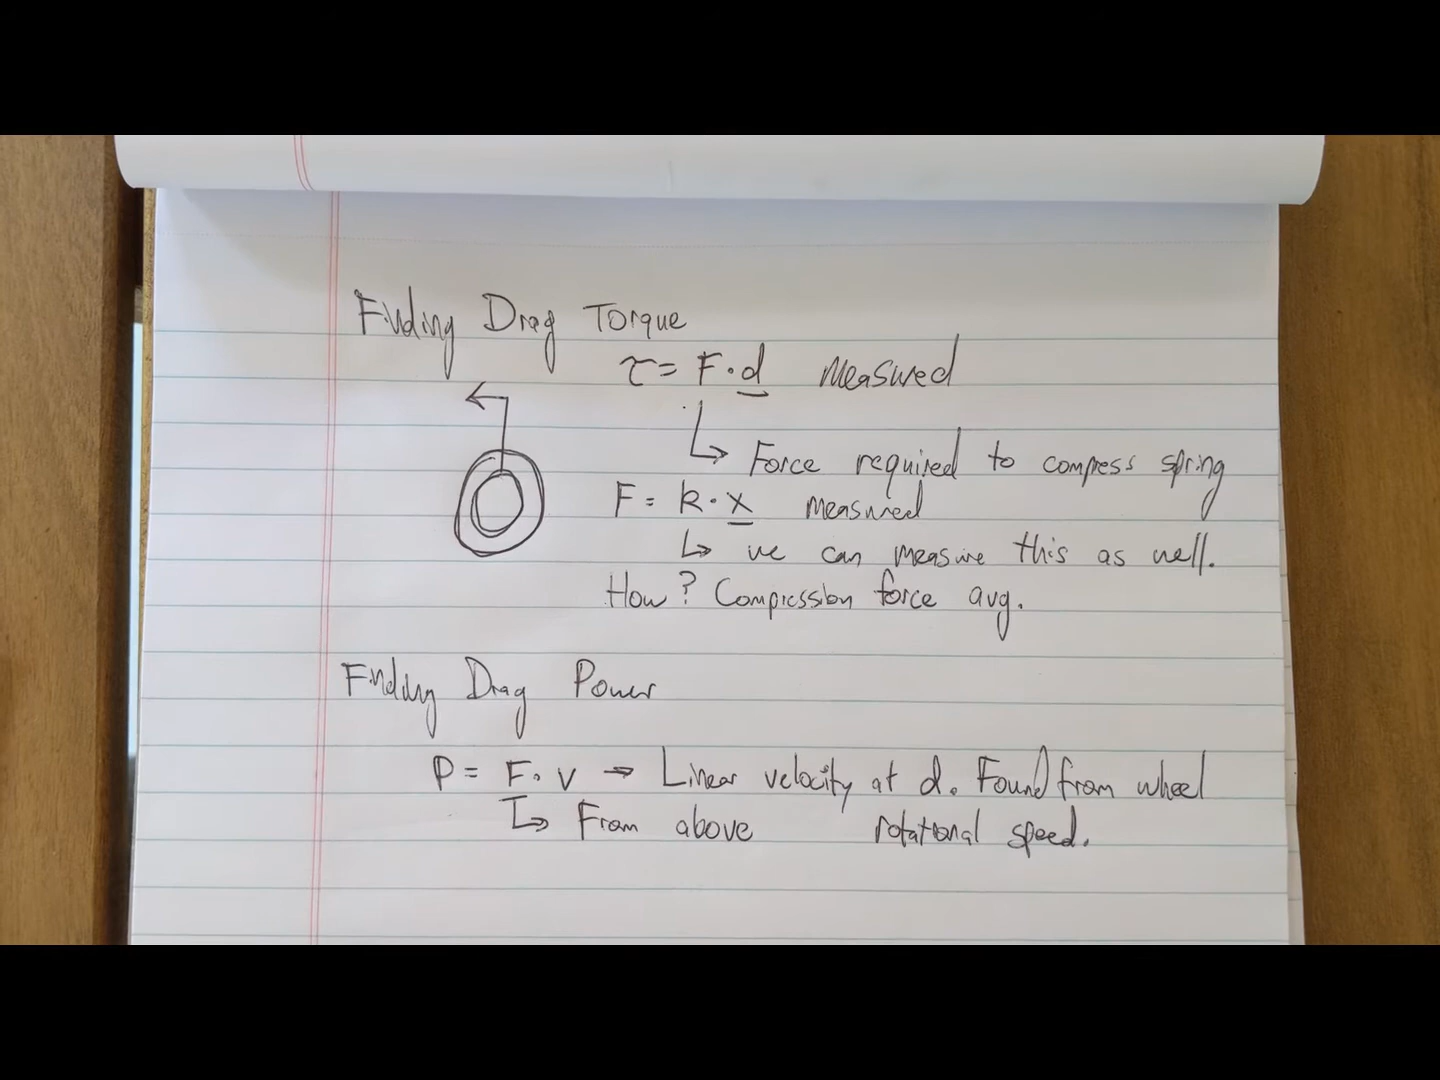 Finding Drag Torque
τ = F · d measured
↳ Force required to compress spring
F = k · x measured
↳ we can measure this as well.
How? Compression force avg.
Finding Drag Power
P = F · v → Linear velocity at d. Found from wheel
↳ From above rotational speed.